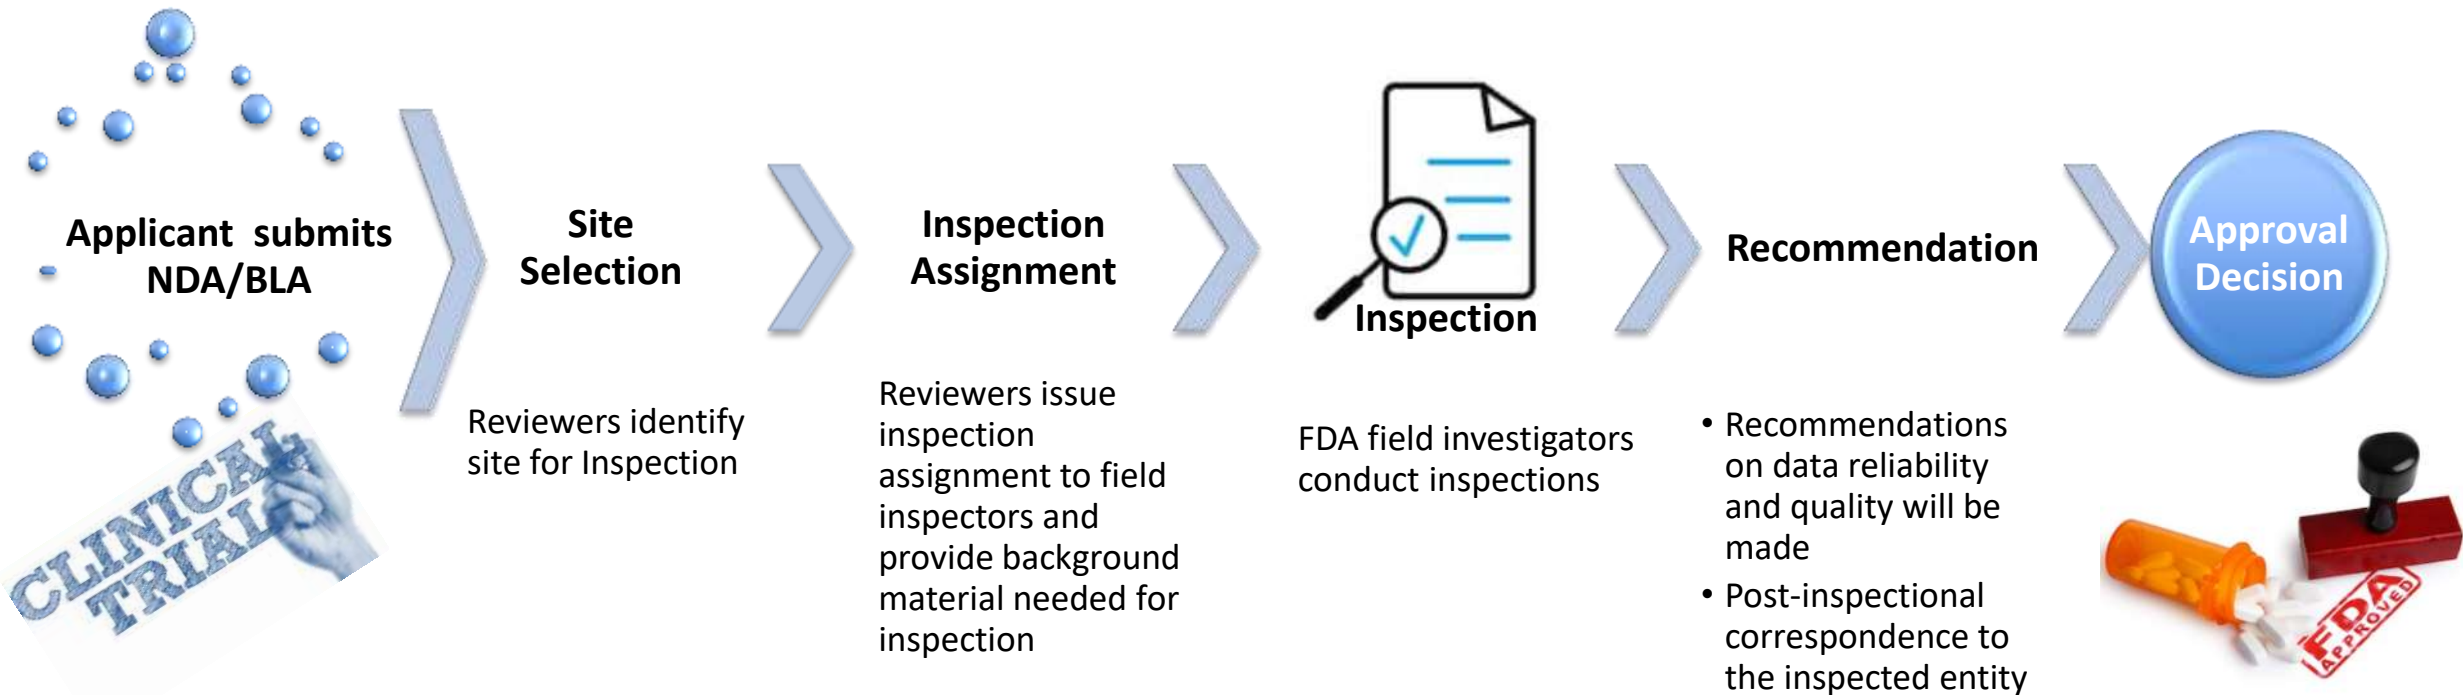 Applicant submits
NDA/BLA
CLINICAL
TRIAL
Site
Selection
Reviewers identify
site for Inspection
Inspection
Assignment
Reviewers issue
inspection
assignment to field
inspectors and
provide background
material needed for
inspection
Inspection
FDA field investigators
conduct inspections
Recommendation
• Recommendations
on data reliability
and quality will be
made
• Post-inspectional
correspondence to
the inspected entity
Approval
Decision
FDA
APPROVED